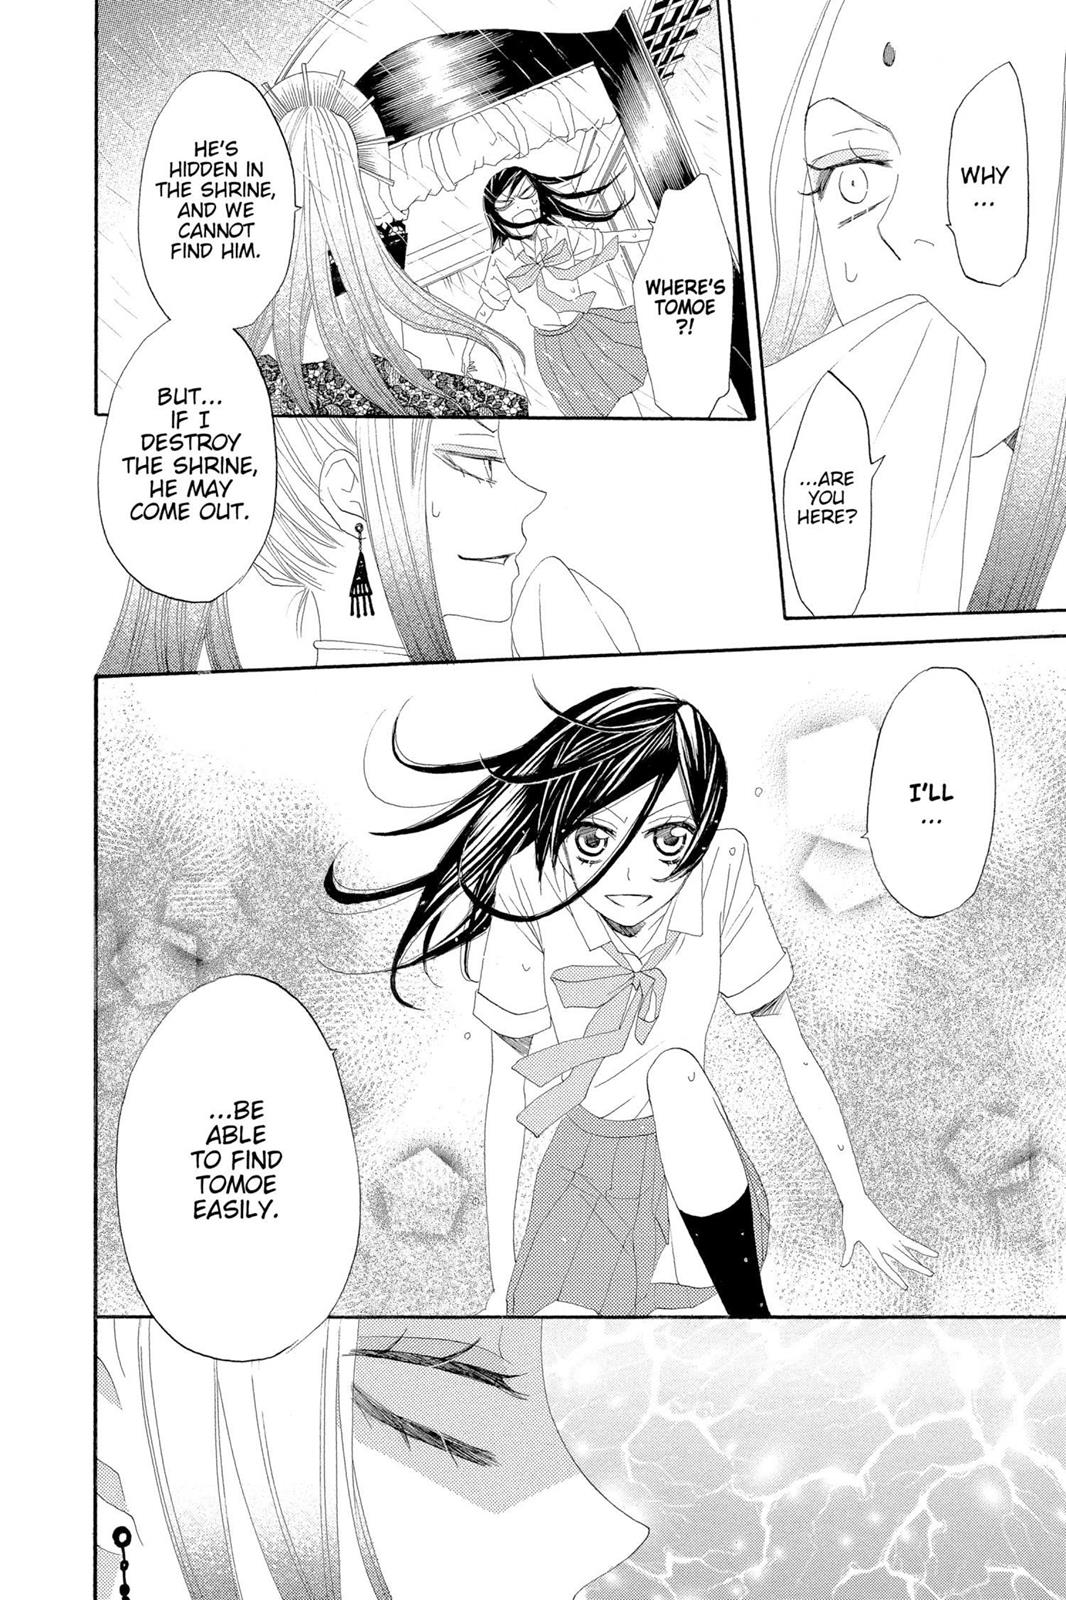 WHY
...
...ARE
YOU
HERE?
WHERE'S
TOMOE
?!
HE'S
HIDDEN IN
THE SHRINE,
AND WE
CANNOT
FIND HIM.
BUT...
IF I
DESTROY
THE SHRINE,
HE MAY
COME OUT.
I'LL
...
...BE
ABLE
TO FIND
TOMOE
EASILY.